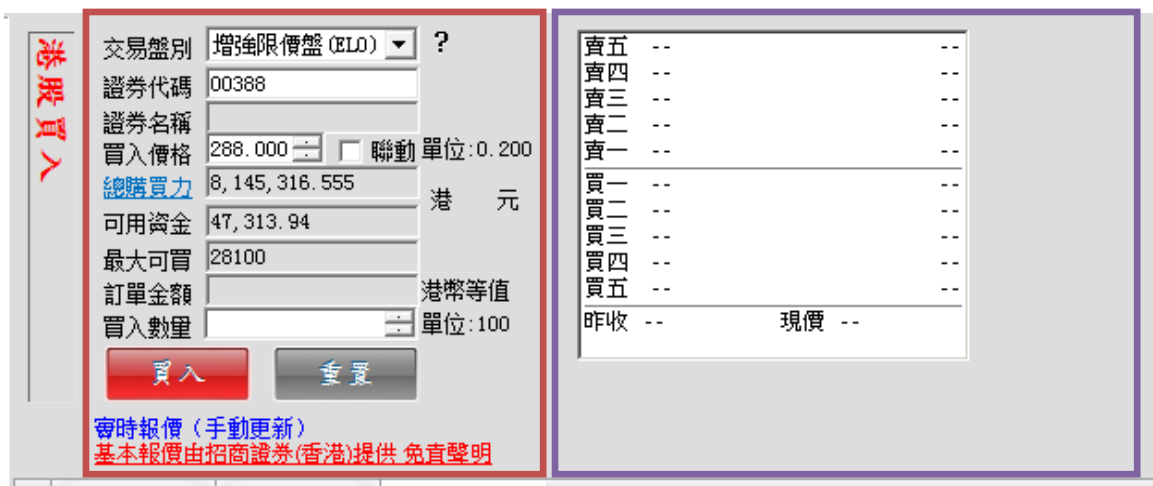 港股買入
交易盤別 增強限價盤(ELO) ?
證券代碼 00388
證券名稱
買入價格 288.000 聯動 單位:0.200
總購買力 8,145,316.555
港 元
可用資金 47,313.94
最大可買 28100
訂單金額 港幣等值
買入數量 單位:100
買入 重置
實時報價（手動更新）
基本報價由招商證券(香港)提供 免責聲明
賣五 -- --
賣四 -- --
賣三 -- --
賣二 -- --
賣一 -- --
買一 -- --
買二 -- --
買三 -- --
買四 -- --
買五 -- --
昨收 -- 現價 --